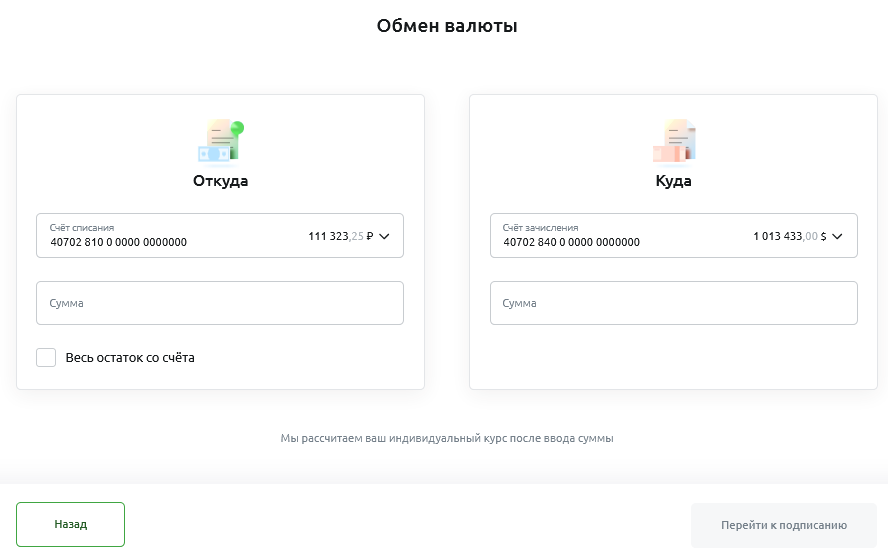 Обмен валюты
Откуда
Счёт списания
40702 810 0 0000 0000000
111 323,25 ₽
Сумма
Весь остаток со счёта
Куда
Счёт зачисления
40702 840 0 0000 0000000
1 013 433,00 $
Сумма
Мы рассчитаем ваш индивидуальный курс после ввода суммы
Назад
Перейти к подписанию